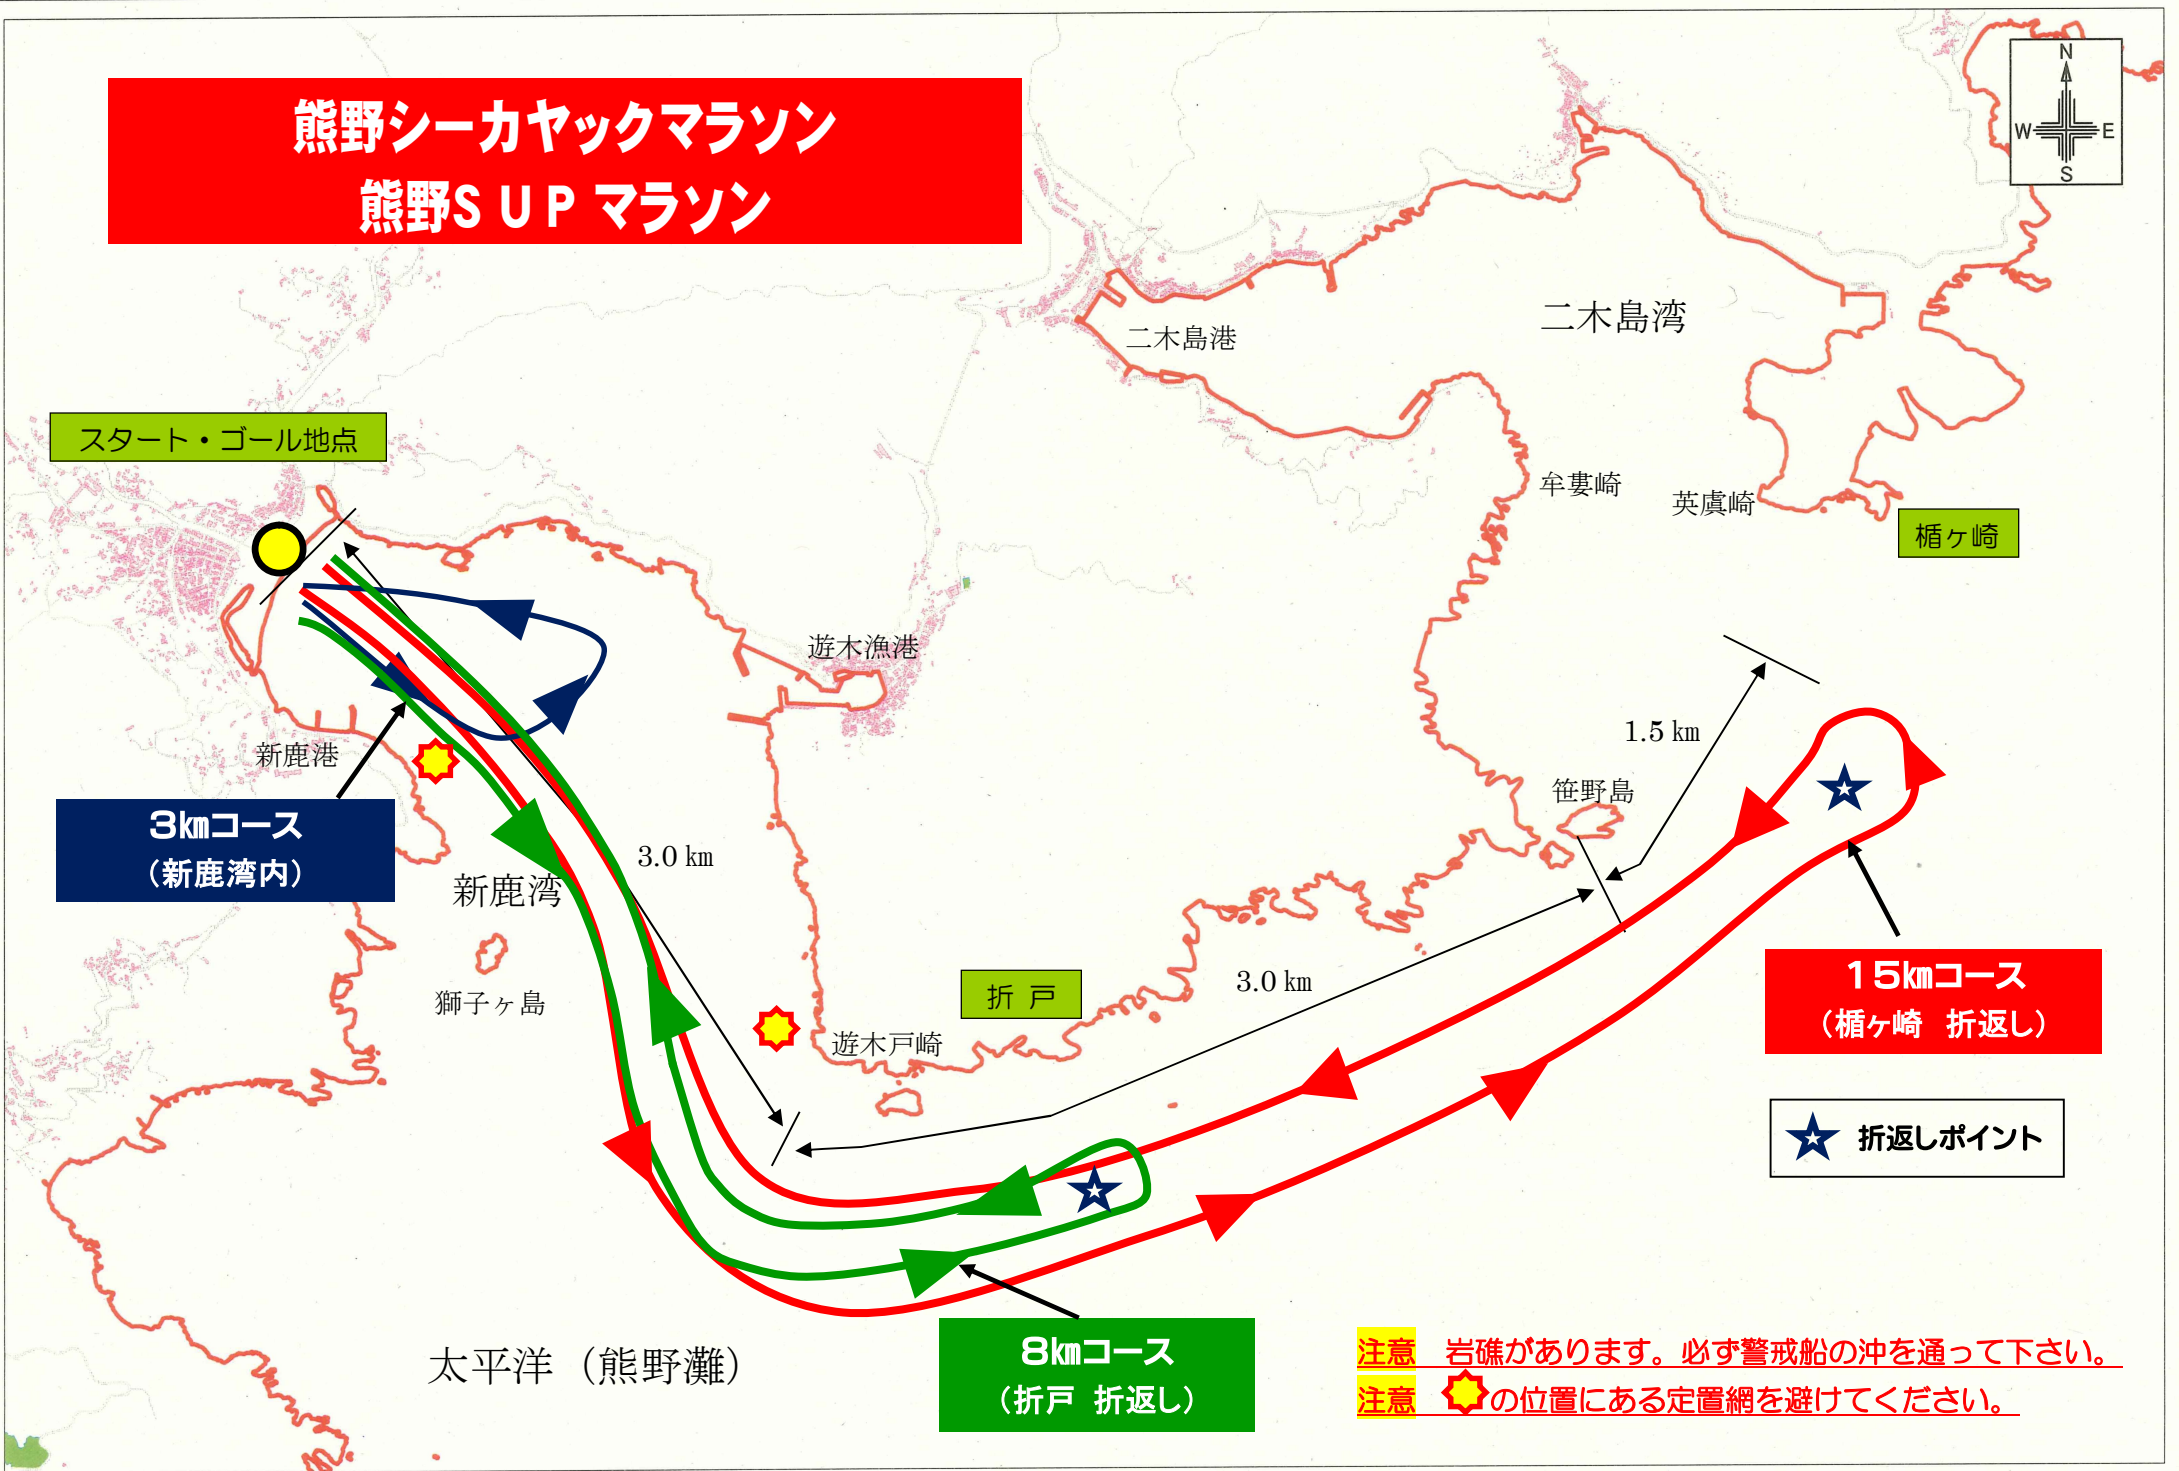 熊野シーカヤックマラソン
熊野ＳＵＰマラソン
N
W E
S
二木島湾
二木島港
スタート・ゴール地点
牟婁崎
英虞崎
楯ヶ崎
遊木漁港
新鹿港
1.5㎞
笹野島
3㎞コース
（新鹿湾内）
3.0㎞
新鹿湾
獅子ヶ島
折 戸
3.0㎞
遊木戸崎
15㎞コース
（楯ヶ崎 折返し）
折返しポイント
太平洋（熊野灘）
8㎞コース
（折戸 折返し）
注意 岩礁があります。必ず警戒船の沖を通って下さい。
注意 の位置にある定置網を避けてください。